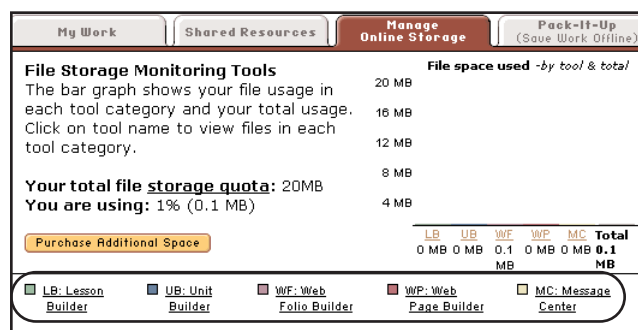 My Work
Shared Resources
Manage
Online Storage
Pack-It-Up
(Save Work Offline)
File Storage Monitoring Tools
The bar graph shows your file usage in
each tool category and your total usage.
Click on tool name to view files in each
tool category.
Your total file storage quota: 20MB
You are using: 1% (0.1 MB)
Purchase Additional Space
File space used -by tool & total
20 MB
16 MB
12 MB
8 MB
4 MB
LB UB WF WP MC Total
0 MB 0 MB 0.1 0 MB 0 MB 0.1
MB MB
LB: Lesson
Builder
UB: Unit
Builder
WF: Web
Folio Builder
WP: Web
Page Builder
MC: Message
Center